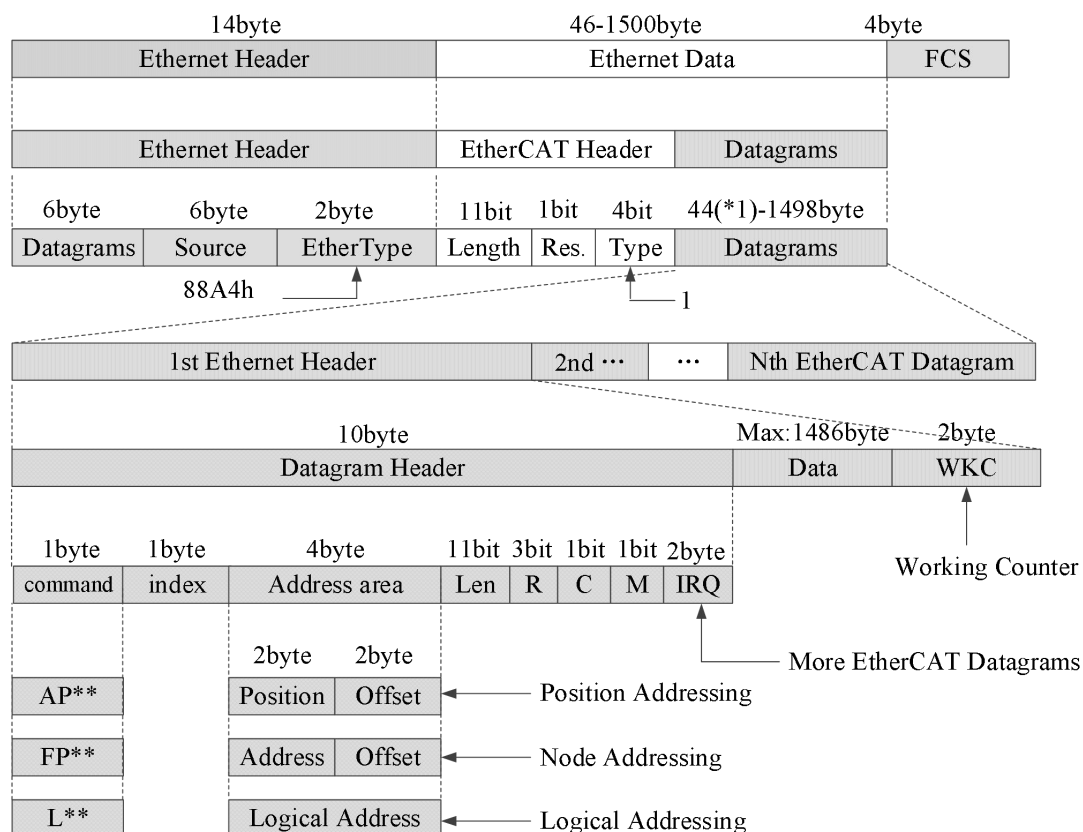 14byte 46-1500byte 4byte
Ethernet Header Ethernet Data FCS
Ethernet Header EtherCAT Header Datagrams
6byte 6byte 2byte 11bit 1bit 4bit 44(*1)-1498byte
Datagrams Source EtherType Length Res. Type Datagrams
88A4h 1
1st Ethernet Header 2nd ··· ··· Nth EtherCAT Datagram
10byte Max:1486byte 2byte
Datagram Header Data WKC
Working Counter
1byte 1byte 4byte 11bit 3bit 1bit 1bit 2byte
command index Address area Len R C M IRQ
More EtherCAT Datagrams
2byte 2byte
AP** Position Offset Position Addressing
FP** Address Offset Node Addressing
L** Logical Address Logical Addressing